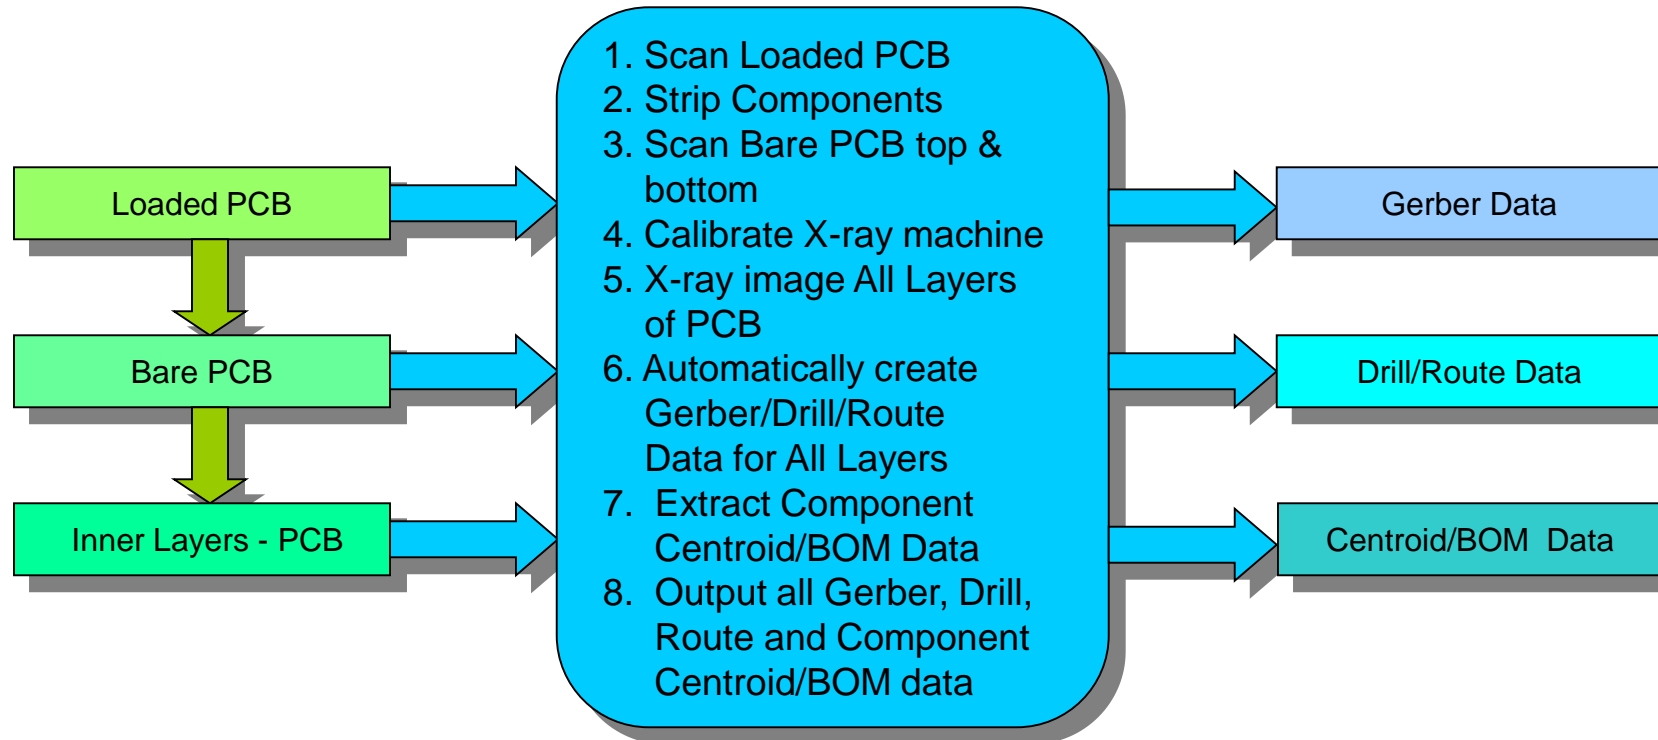 Loaded PCB
Bare PCB
Inner Layers - PCB
1. Scan Loaded PCB
2. Strip Components
3. Scan Bare PCB top &
bottom
4. Calibrate X-ray machine
5. X-ray image All Layers
of PCB
6. Automatically create
Gerber/Drill/Route
Data for All Layers
7. Extract Component
Centroid/BOM Data
8. Output all Gerber, Drill,
Route and Component
Centroid/BOM data
Gerber Data
Drill/Route Data
Centroid/BOM Data